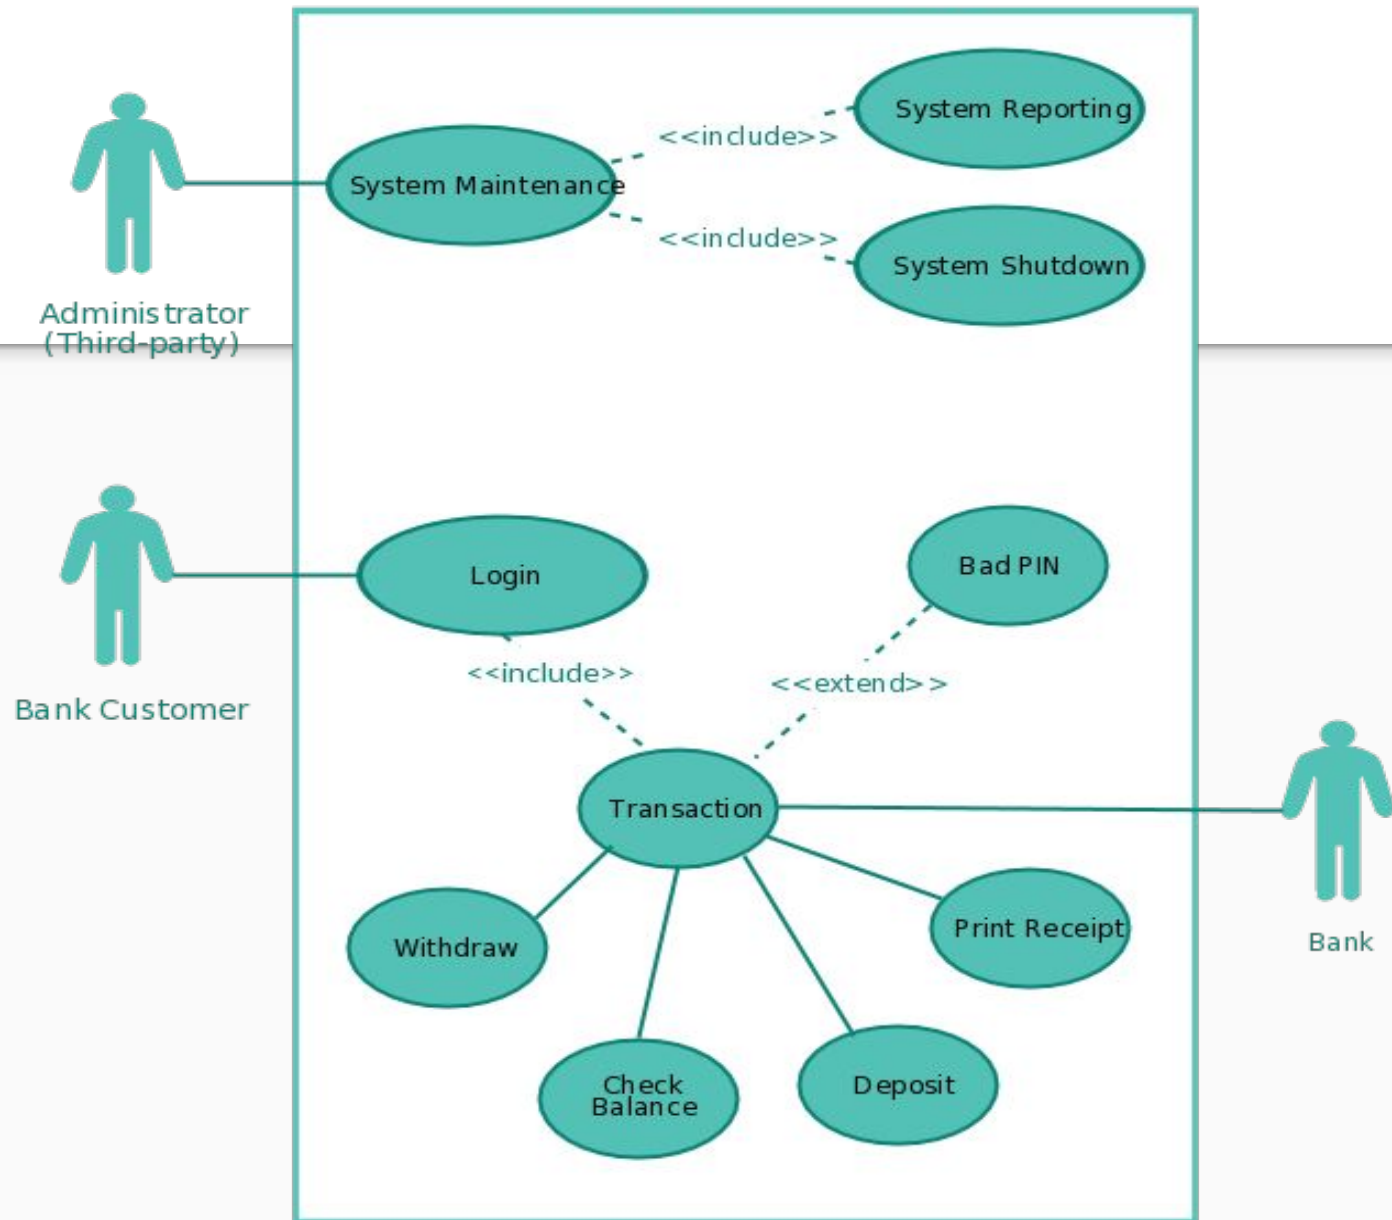 System Reporting
<<include>>
System Maintenance
<<include>>
System Shutdown
Administrator
(Third-party)
Login
Bad PIN
<<include>>
<<extend>>
Bank Customer
Transaction
Withdraw
Print Receipt
Bank
Check
Balance
Deposit